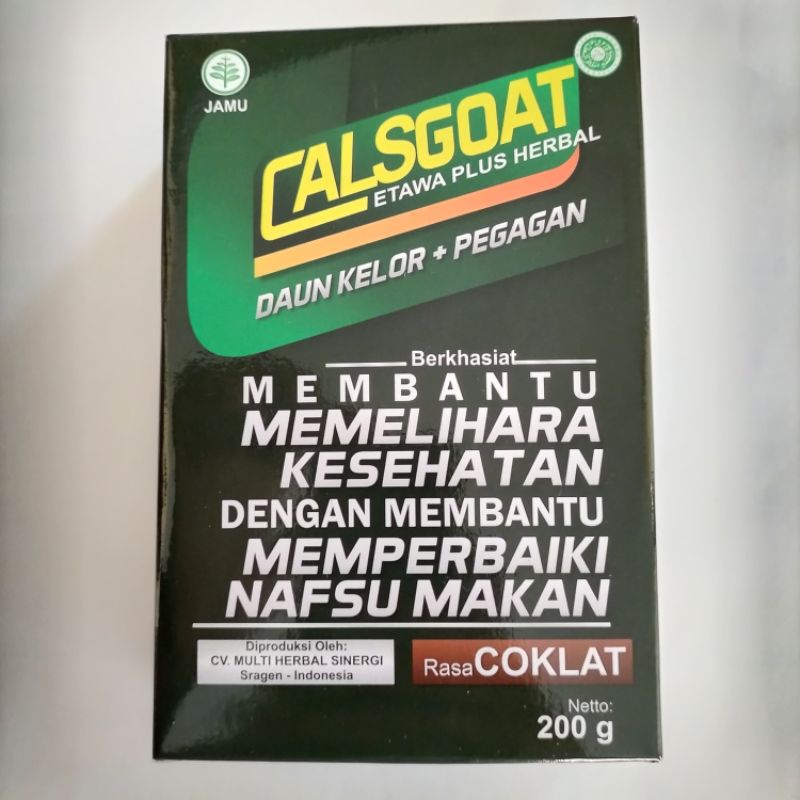 JAMU
CALSGOAT
ETAWA PLUS HERBAL
DAUN KELOR + PEGAGAN
Berkhasiat
MEMBANTU
MEMELIHARA
KESEHATAN
DENGAN MEMBANTU
MEMPERBAIKI
NAFSU MAKAN
Diproduksi Oleh:
CV. MULTI HERBAL SINERGI
Sragen - Indonesia
Rasa COKLAT
Netto:
200 g